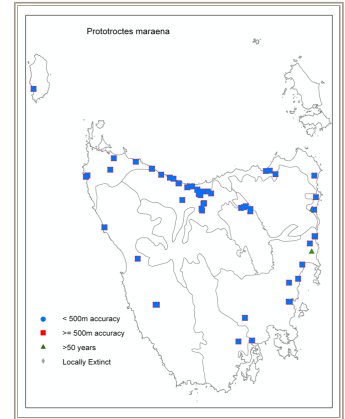 Prototroctes maraena
< 500m accuracy
>= 500m accuracy
>50 years
Locally Extinct